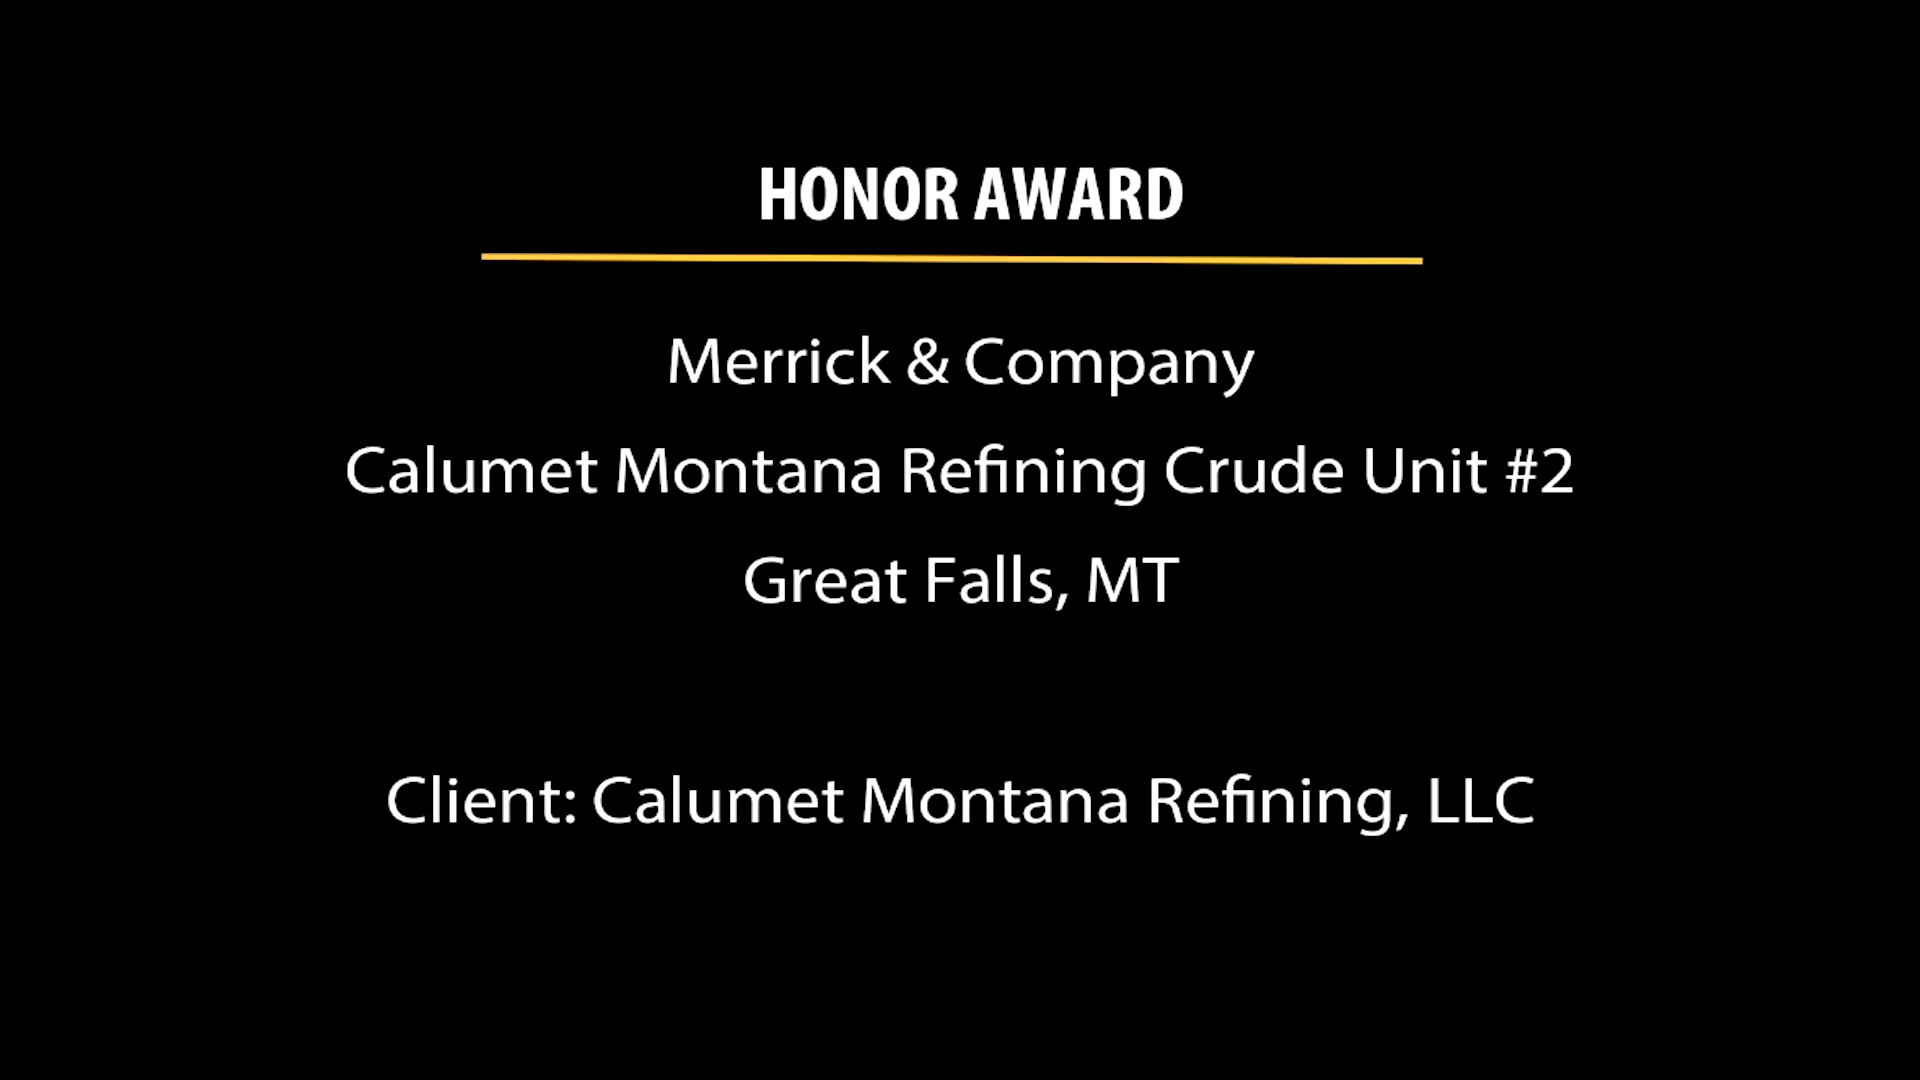 HONOR AWARD
Merrick & Company
Calumet Montana Refining Crude Unit #2
Great Falls, MT
Client: Calumet Montana Refining, LLC